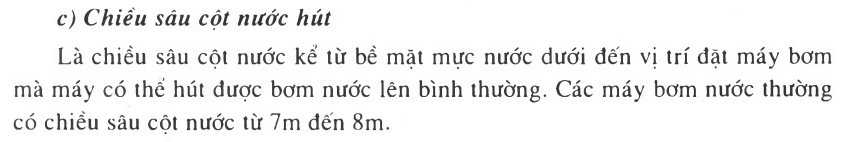 c) Chiều sâu cột nước hút
Là chiều sâu cột nước kể từ bề mặt mực nước dưới đến vị trí đặt máy bơm
mà máy có thể hút được bơm nước lên bình thường. Các máy bơm nước thường
có chiều sâu cột nước từ 7m đến 8m.